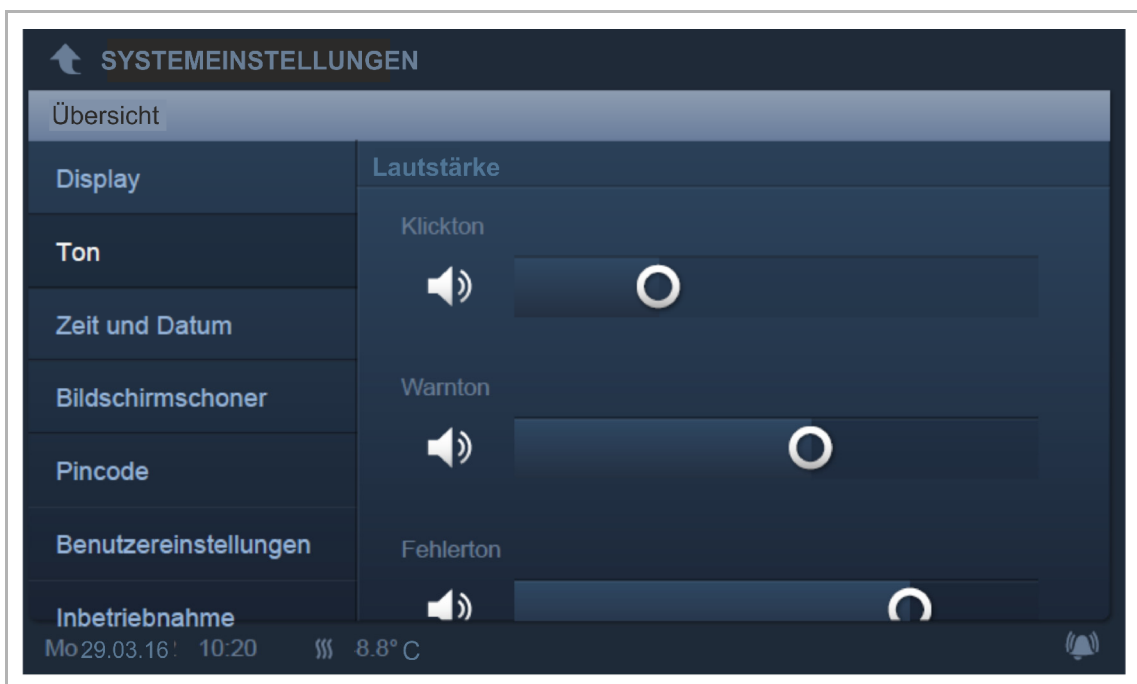 SYSTEMEINSTELLUNGEN
Übersicht
Display
Ton
Zeit und Datum
Bildschirmschoner
Pincode
Benutzereinstellungen
Inbetriebnahme
Lautstärke
Klickton
Warnton
Fehlerton
Mo 29.03.16 10:20 8.8° C